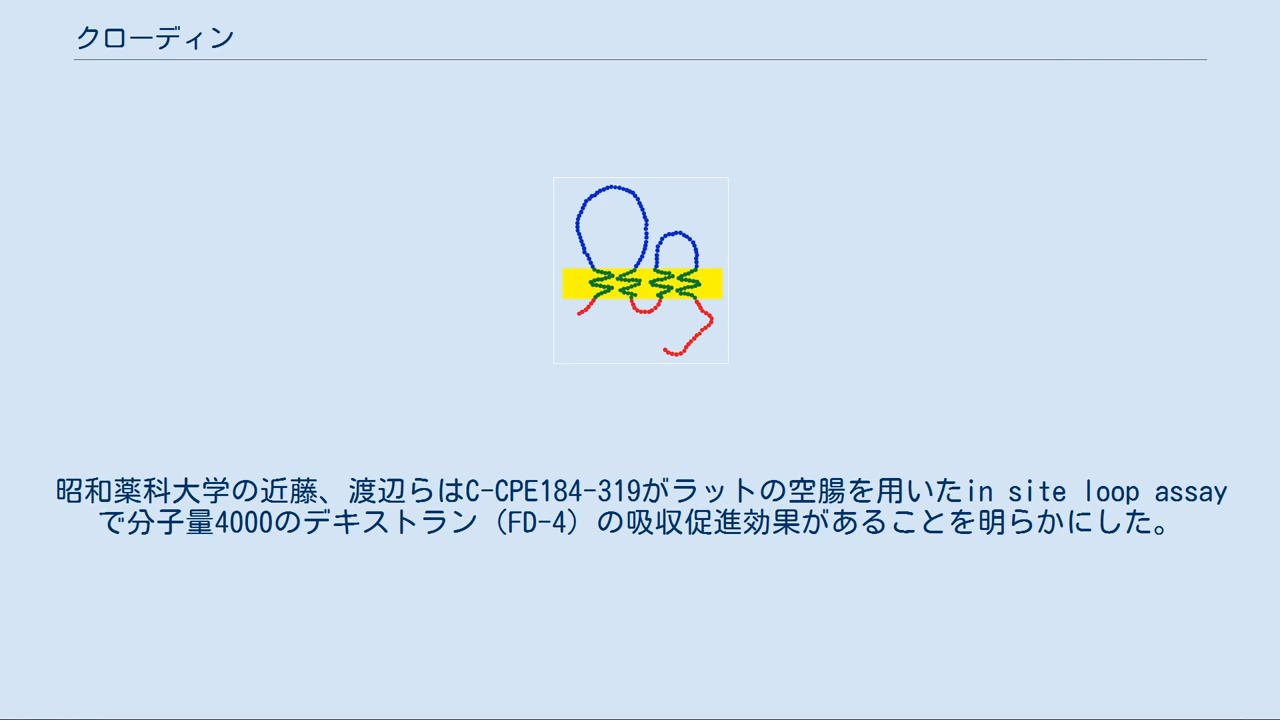 クローディン
昭和薬科大学の近藤、渡辺らはC-CPE184-319がラットの空腸を用いたin site loop assay
で分子量4000のデキストラン（FD-4）の吸収促進効果があることを明らかにした。